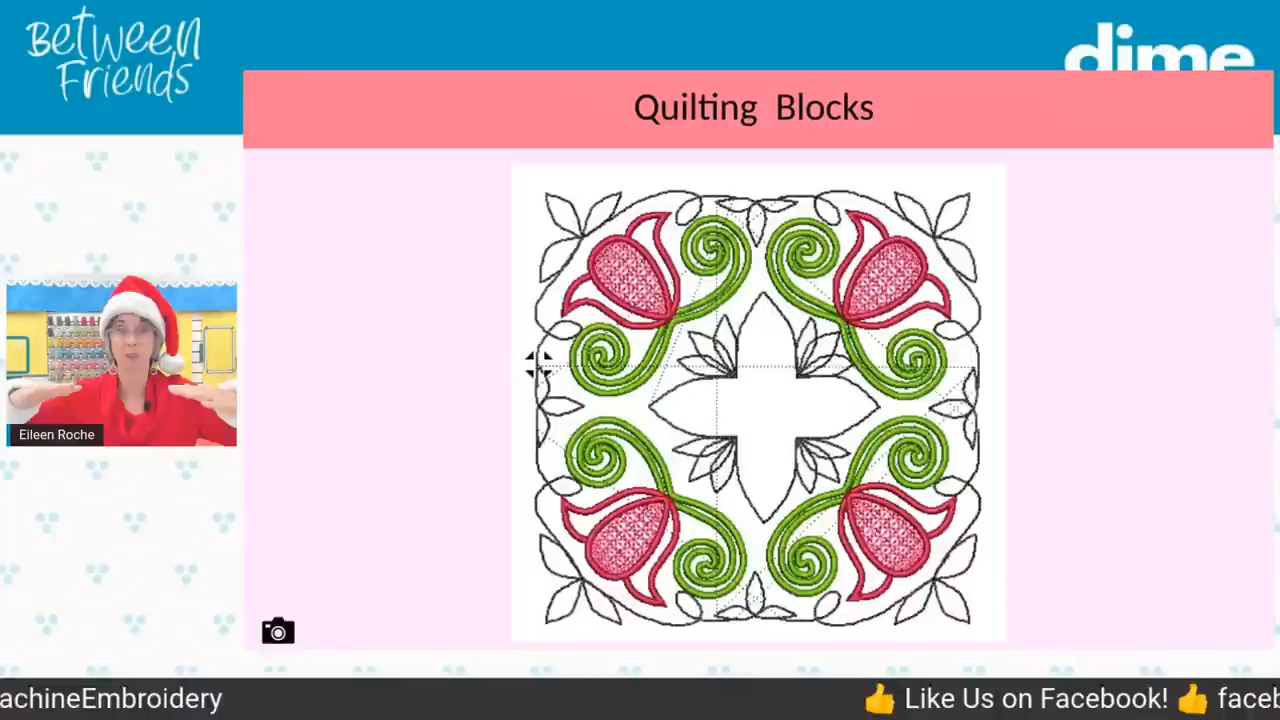 Between
Friends
dime
Quilting Blocks
Eileen Roche
achineEmbroidery
👍 Like Us on Facebook! 👍 faceb